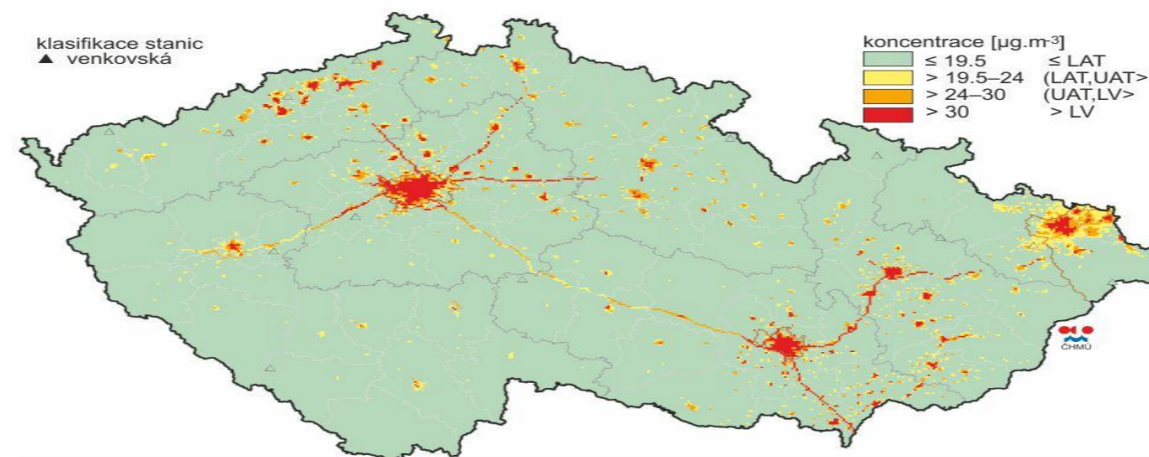 klasifikace stanic
▲ venkovská
koncentrace [µg.m-³]
≤ 19.5 ≤ LAT
> 19.5–24 (LAT,UAT>
> 24–30 (UAT,LV>
> 30 > LV
ČHMÚ